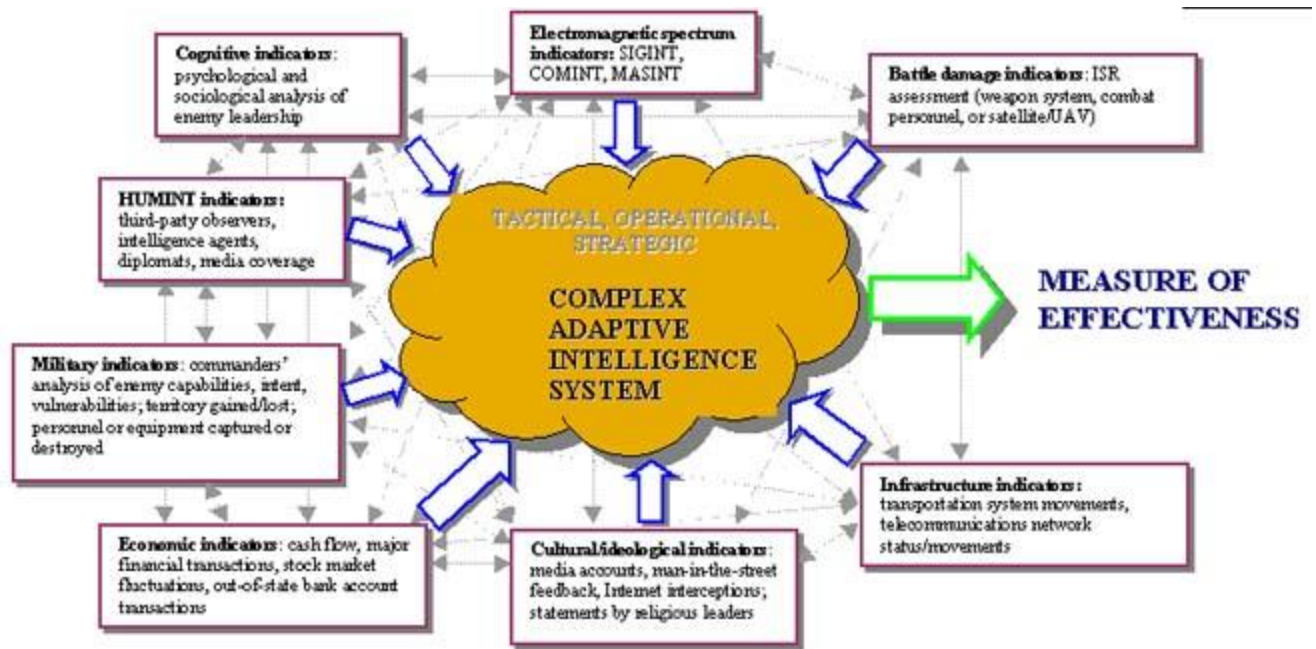 Cognitive indicators:
psychological and
sociological analysis of
enemy leadership
Electromagnetic spectrum
indicators: SIGINT,
COMINT, MASINT
Battle damage indicators: ISR
assessment (weapon system, combat
personnel, or satellite/UAV)
HUMINT indicators:
third-party observers,
intelligence agents,
diplomats, media coverage
TACTICAL, OPERATIONAL,
STRATEGIC
COMPLEX
ADAPTIVE
INTELLIGENCE
SYSTEM
MEASURE OF
EFFECTIVENESS
Military indicators: commanders’
analysis of enemy capabilities, intent,
vulnerabilities; territory gained/lost;
personnel or equipment captured or
destroyed
Infrastructure indicators:
transportation system movements,
telecommunications network
status/movements
Economic indicators: cash flow, major
financial transactions, stock market
fluctuations, out-of-state bank account
transactions
Cultural/ideological indicators:
media accounts, man-in-the-street
feedback, Internet interceptions;
statements by religious leaders